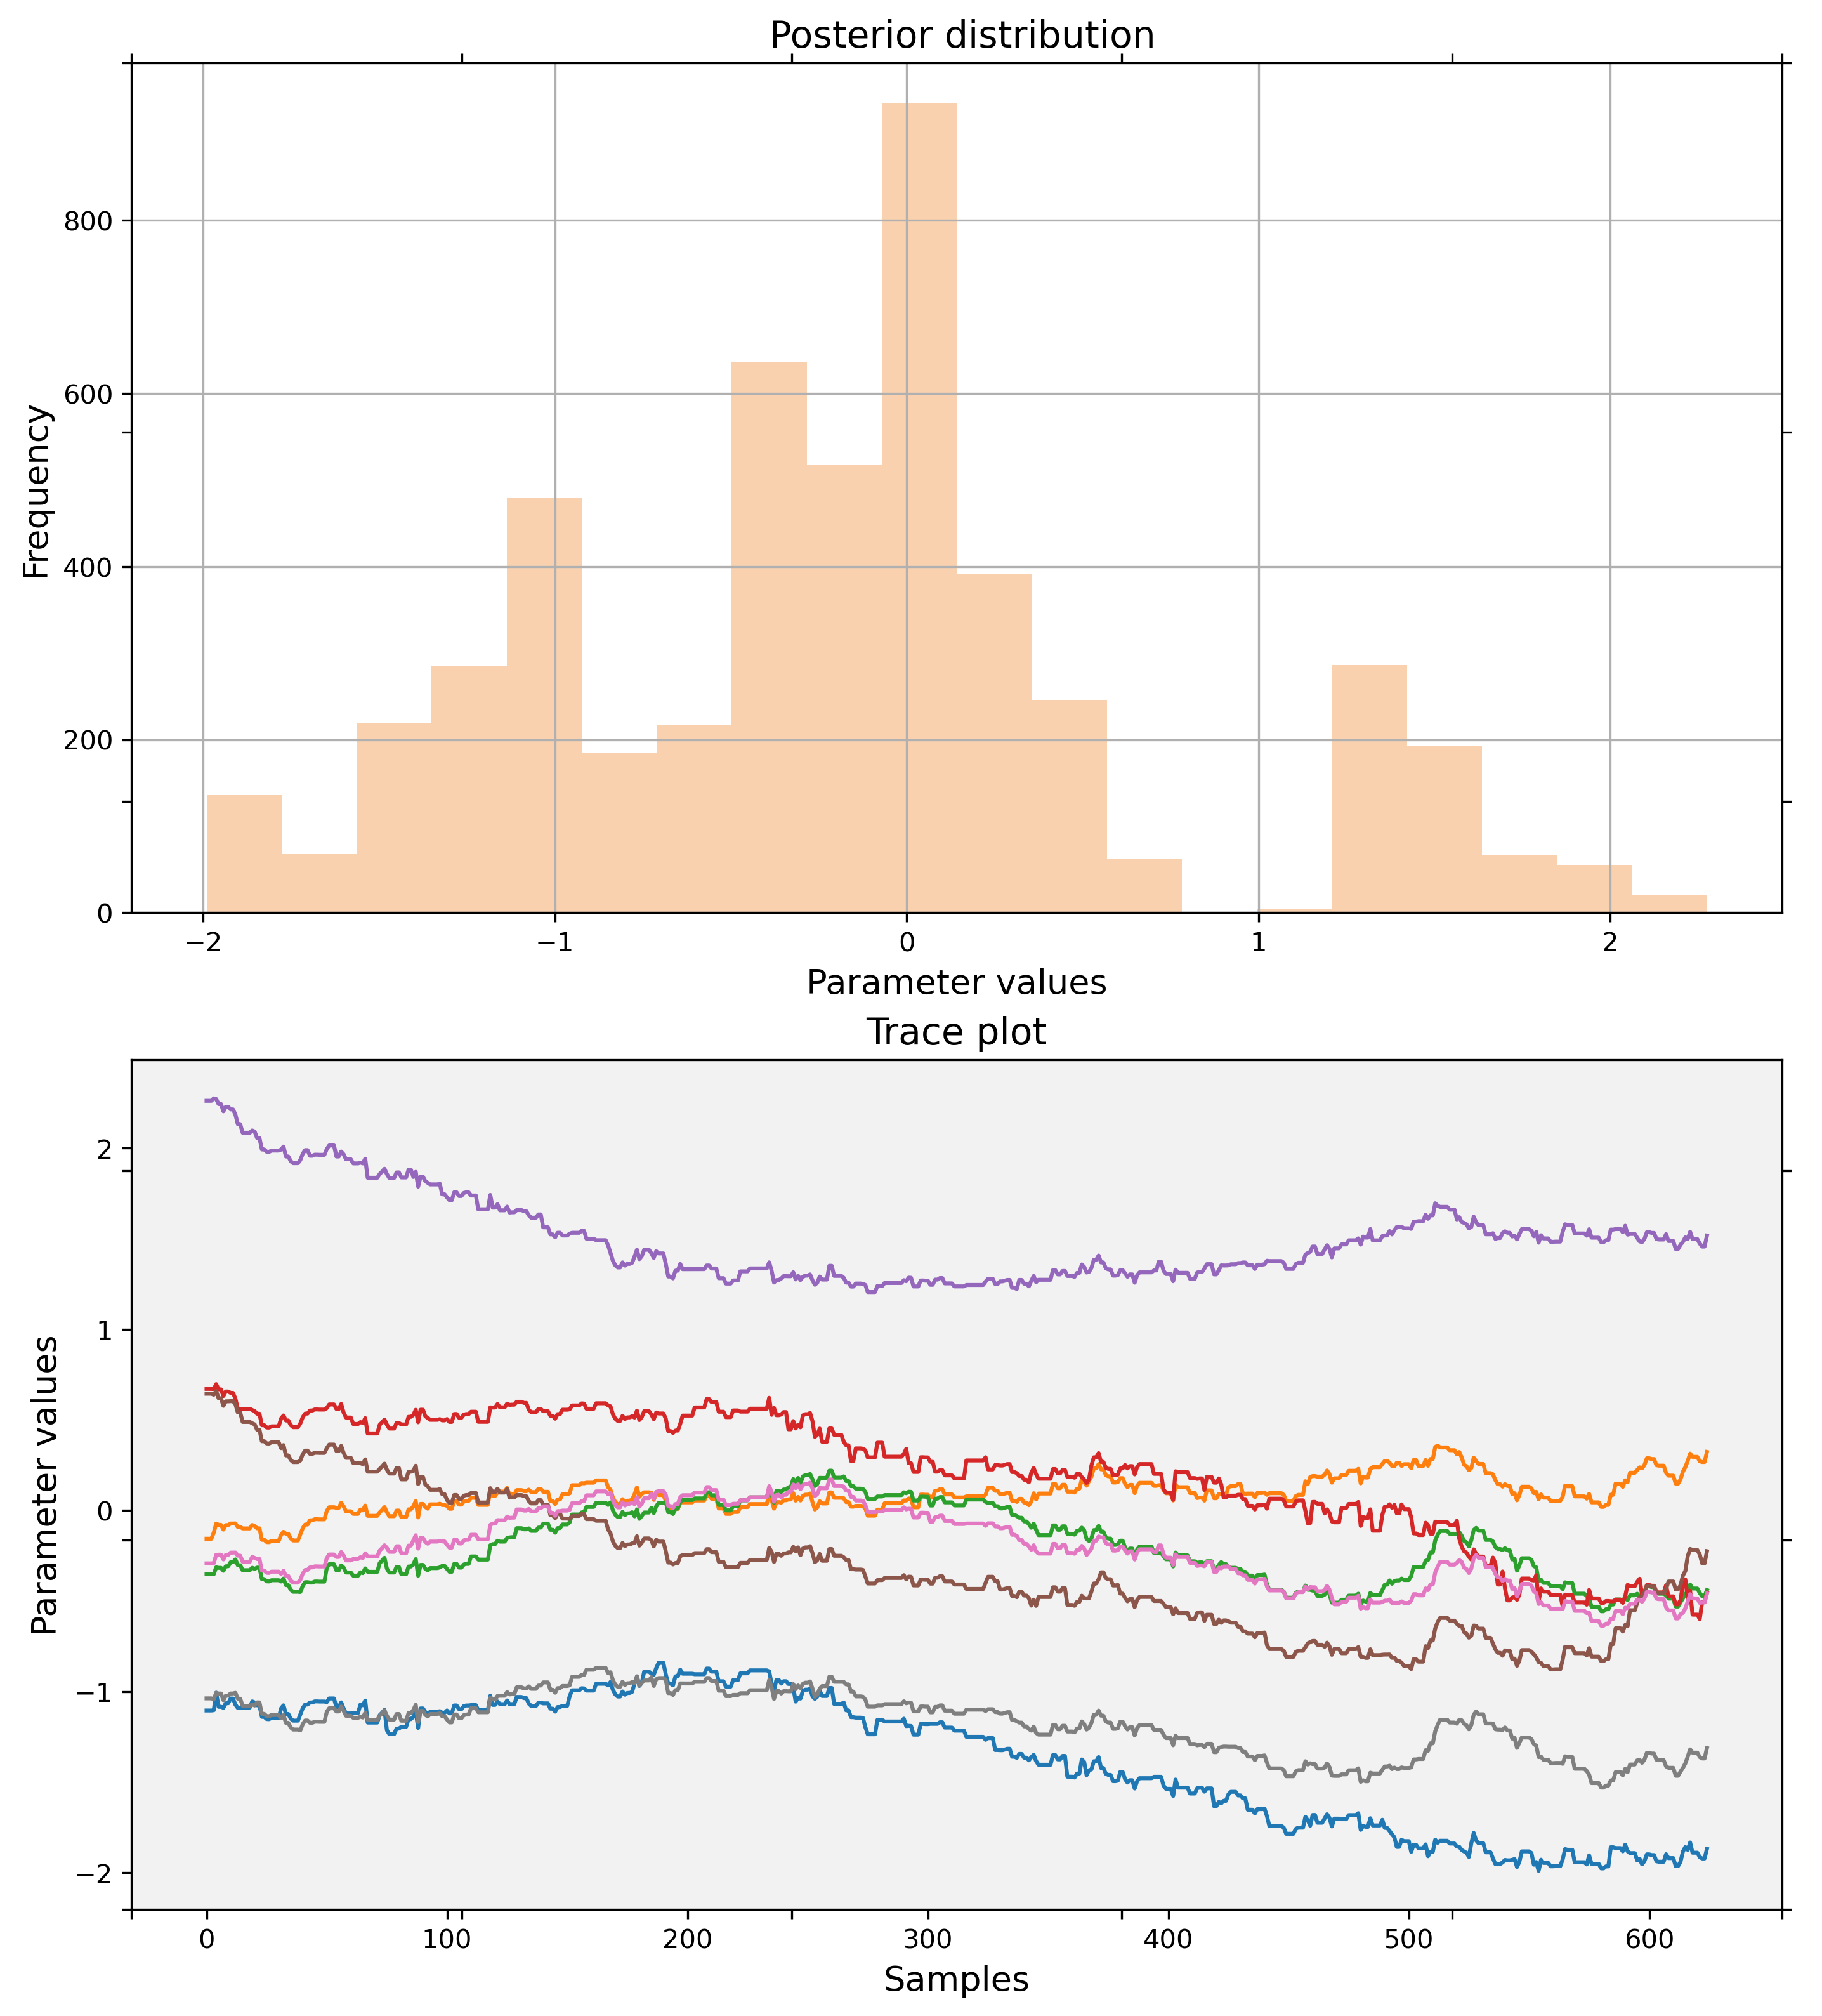 Posterior distribution
800
600
400
200
0
Frequency
−2 −1 0 1 2
Parameter values
Trace plot
2
1
0
−1
−2
Parameter values
0 100 200 300 400 500 600
Samples